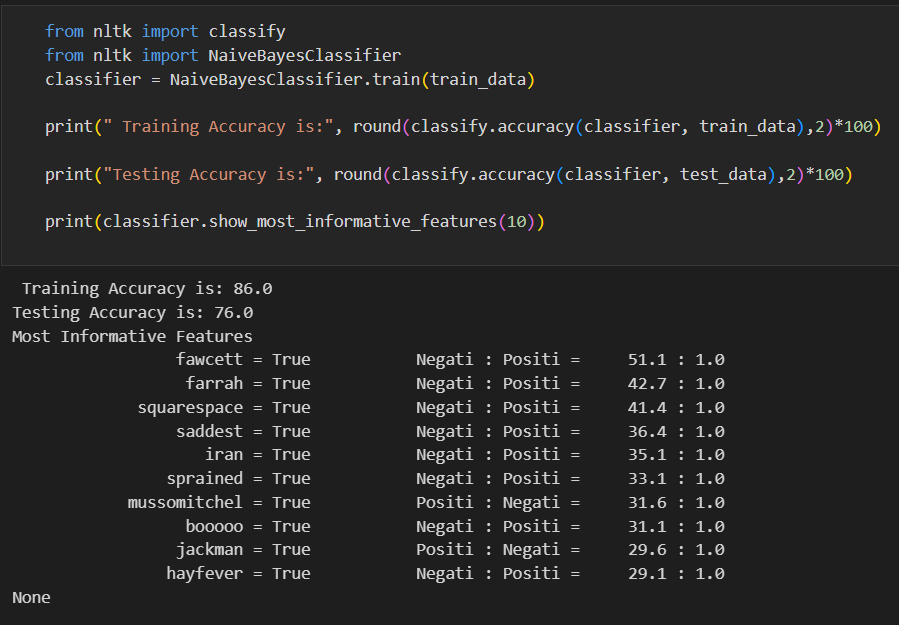 from nltk import classify
from nltk import NaiveBayesClassifier
classifier = NaiveBayesClassifier.train(train_data)
print(" Training Accuracy is:", round(classify.accuracy(classifier, train_data),2)*100)
print("Testing Accuracy is:", round(classify.accuracy(classifier, test_data),2)*100)
print(classifier.show_most_informative_features(10))
Training Accuracy is: 86.0
Testing Accuracy is: 76.0
Most Informative Features
fawcett = True Negati : Positi = 51.1 : 1.0
farrah = True Negati : Positi = 42.7 : 1.0
squarespace = True Negati : Positi = 41.4 : 1.0
saddest = True Negati : Positi = 36.4 : 1.0
iran = True Negati : Positi = 35.1 : 1.0
sprained = True Negati : Positi = 33.1 : 1.0
mussomitchel = True Positi : Negati = 31.6 : 1.0
booooo = True Negati : Positi = 31.1 : 1.0
jackman = True Positi : Negati = 29.6 : 1.0
hayfever = True Negati : Positi = 29.1 : 1.0
None